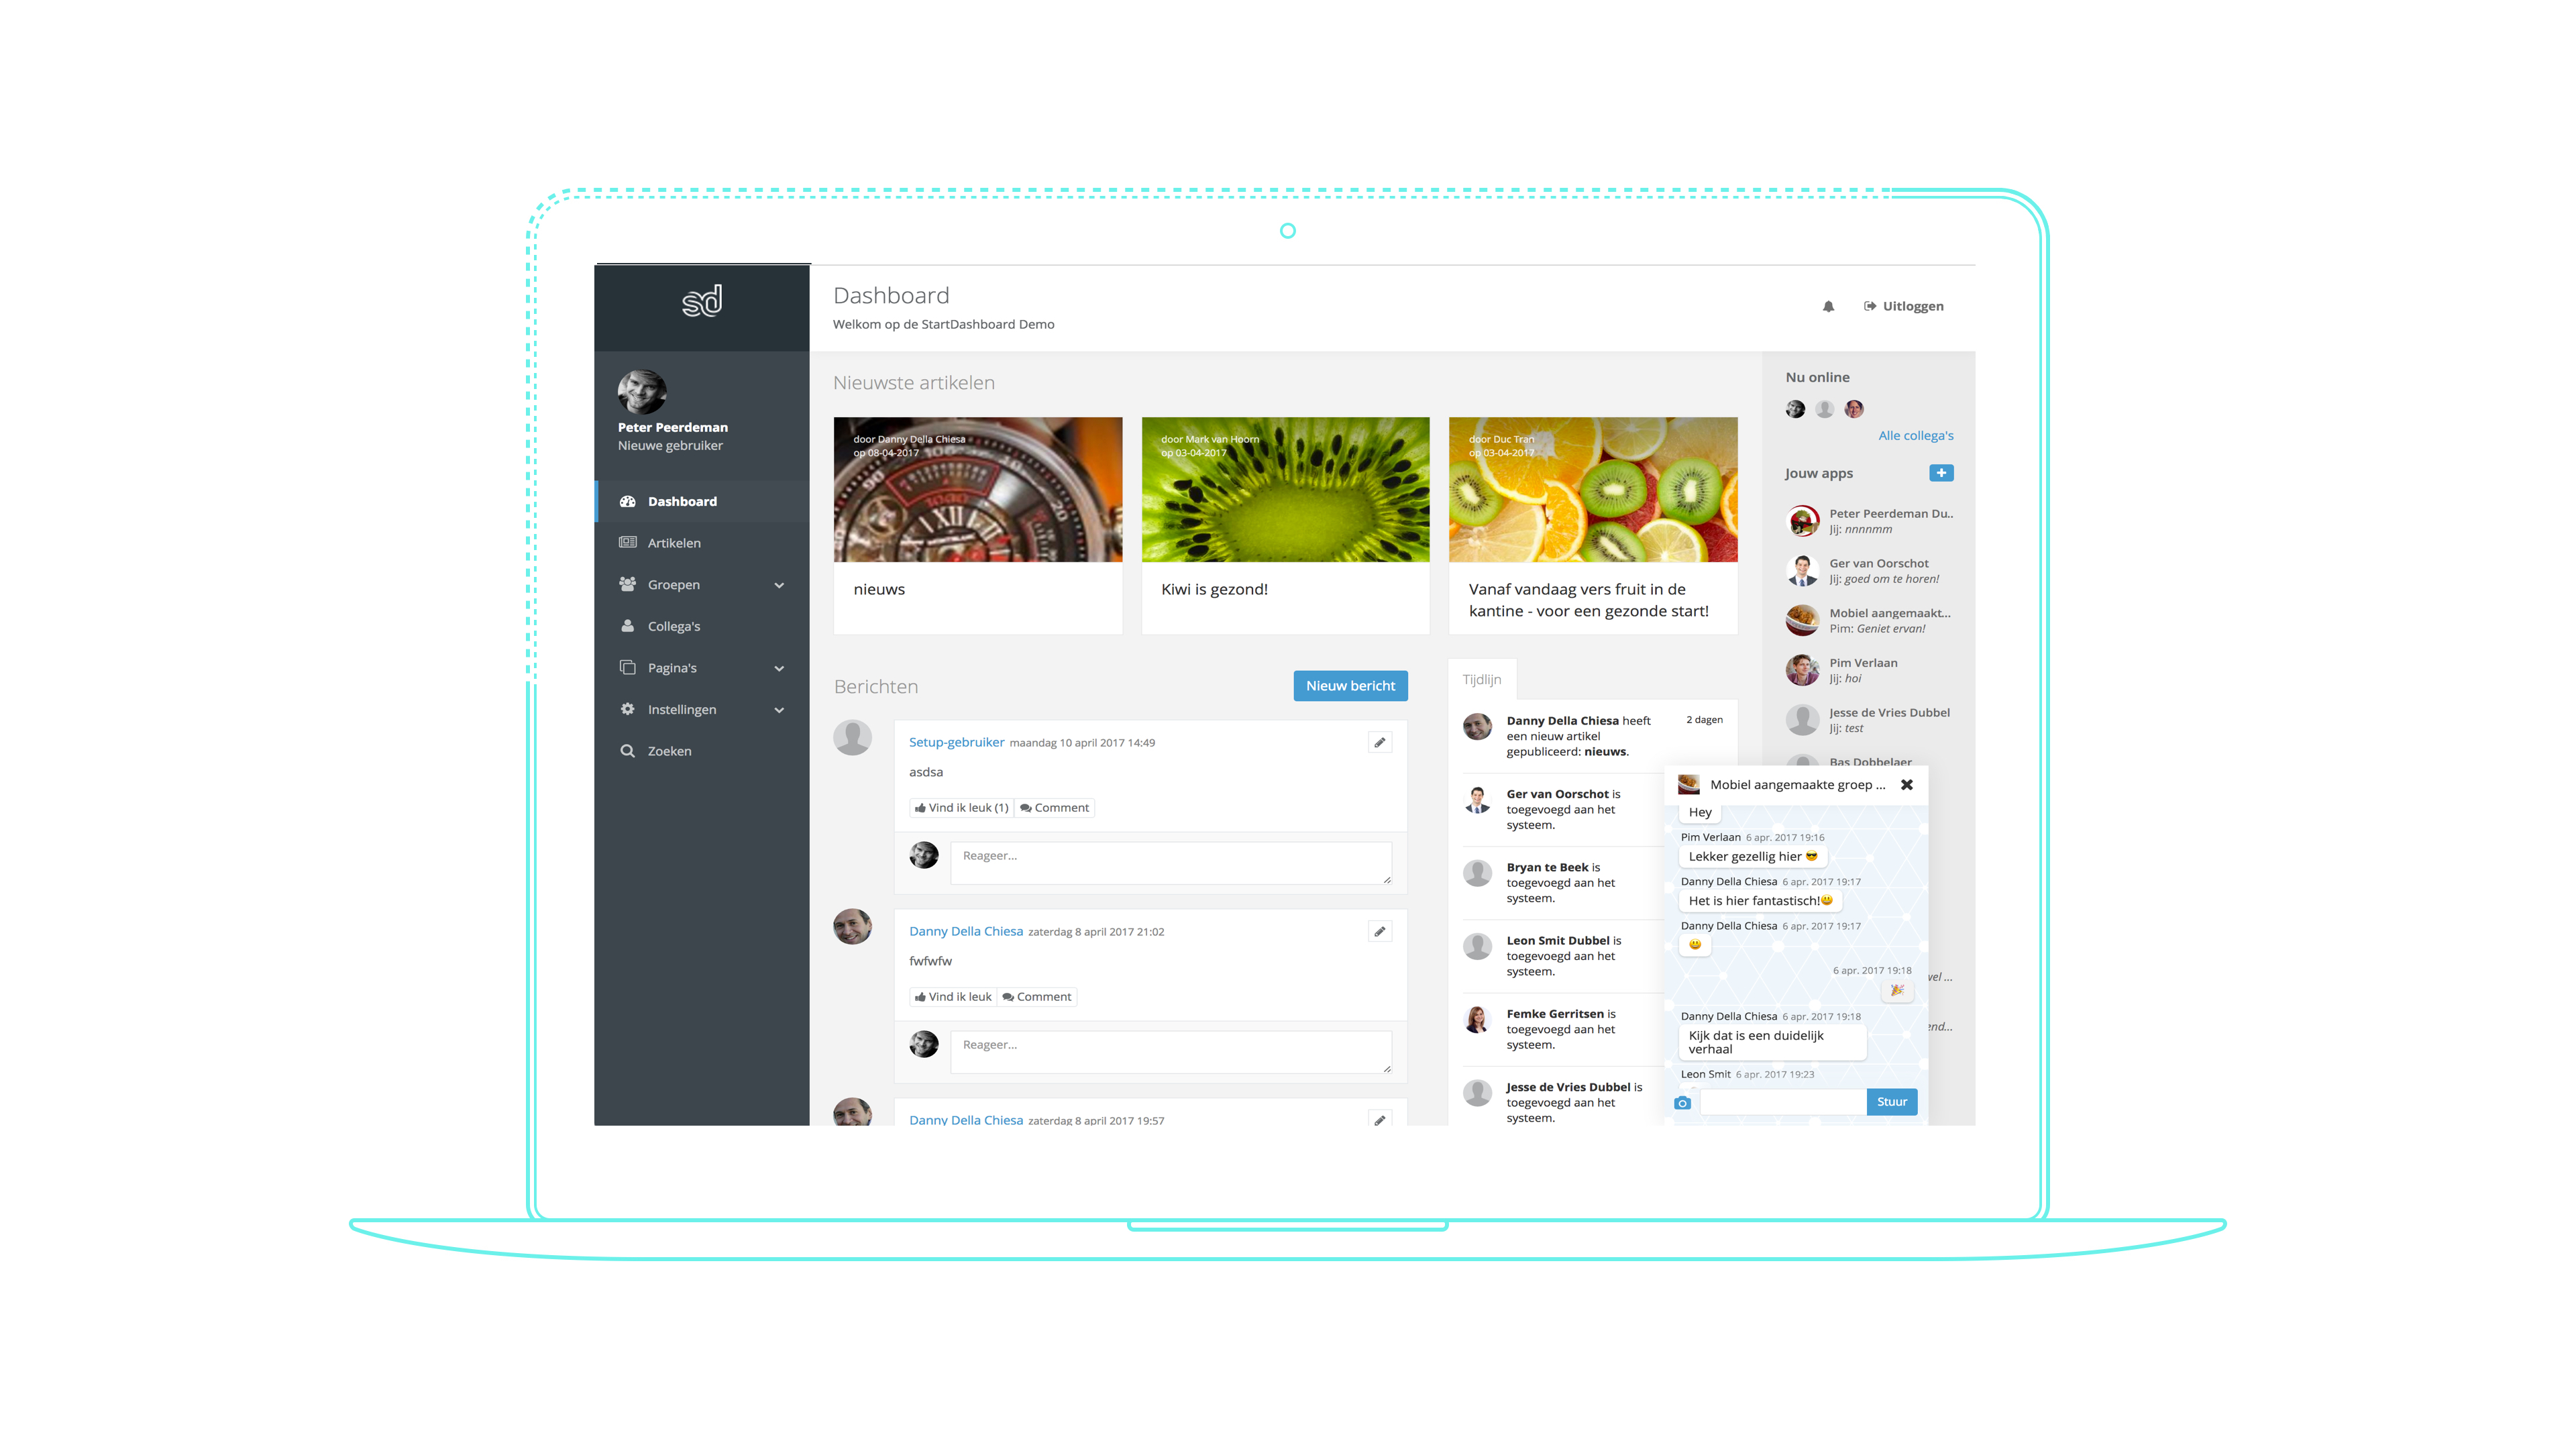 sd
Dashboard
Welkom op de StartDashboard Demo
Uitloggen
Peter Peerdeman
Nieuwe gebruiker
Dashboard
Artikelen
Groepen
Collega's
Pagina's
Instellingen
Zoeken
Nieuwste artikelen
door Danny Della Chiesa
op 08-04-2017
nieuws
door Mark van Hoorn
op 03-04-2017
Kiwi is gezond!
door Duc Tran
op 03-04-2017
Vanaf vandaag vers fruit in de
kantine - voor een gezonde start!
Berichten
Nieuw bericht
Setup-gebruiker maandag 10 april 2017 14:49
asdsa
Vind ik leuk (1) Comment
Reageer...
Danny Della Chiesa zaterdag 8 april 2017 21:02
fwfwfw
Vind ik leuk Comment
Reageer...
Danny Della Chiesa zaterdag 8 april 2017 19:57
Tijdlijn
Danny Della Chiesa heeft 2 dagen
een nieuw artikel
gepubliceerd: nieuws.
Ger van Oorschot is
toegevoegd aan het
systeem.
Bryan te Beek is
toegevoegd aan het
systeem.
Leon Smit Dubbel is
toegevoegd aan het
systeem.
Femke Gerritsen is
toegevoegd aan het
systeem.
Jesse de Vries Dubbel is
toegevoegd aan het
systeem.
Nu online
Alle collega's
Jouw apps
Peter Peerdeman Du..
Jij: nnnnmm
Ger van Oorschot
Jij: goed om te horen!
Mobiel aangemaakt...
Pim: Geniet ervan!
Pim Verlaan
Jij: hoi
Jesse de Vries Dubbel
Jij: test
Bas Dobbelaer
Mobiel aangemaakte groep ...
Hey
Pim Verlaan 6 apr. 2017 19:16
Lekker gezellig hier 😎
Danny Della Chiesa 6 apr. 2017 19:17
Het is hier fantastisch!😃
Danny Della Chiesa 6 apr. 2017 19:17
😃
6 apr. 2017 19:18
🎉
Danny Della Chiesa 6 apr. 2017 19:18
Kijk dat is een duidelijk
verhaal
Leon Smit 6 apr. 2017 19:23
Stuur